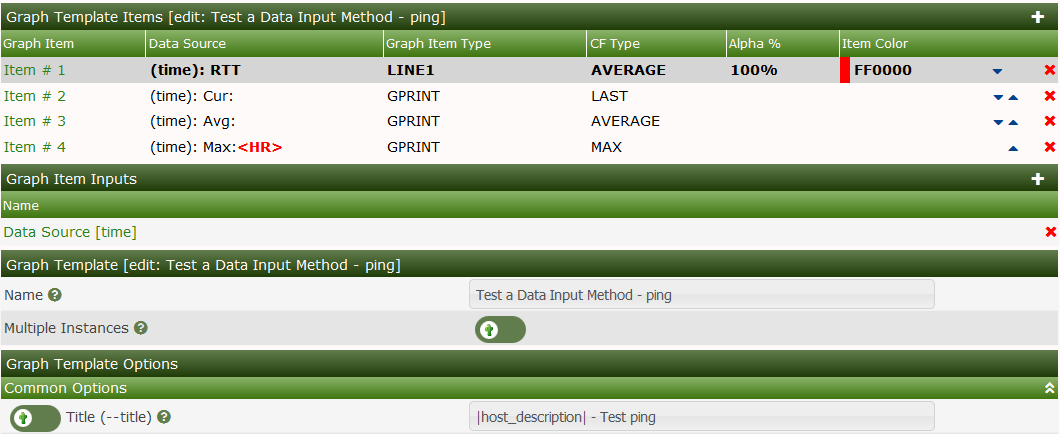 Graph Template Items [edit: Test a Data Input Method - ping]
Graph Item Data Source Graph Item Type CF Type Alpha % Item Color
Item # 1 (time): RTT LINE1 AVERAGE 100% FF0000
Item # 2 (time): Cur: GPRINT LAST
Item # 3 (time): Avg: GPRINT AVERAGE
Item # 4 (time): Max:<HR> GPRINT MAX
Graph Item Inputs
Name
Data Source [time]
Graph Template [edit: Test a Data Input Method - ping]
Name Test a Data Input Method - ping
Multiple Instances
Graph Template Options
Common Options
Title (--title) |host_description| - Test ping